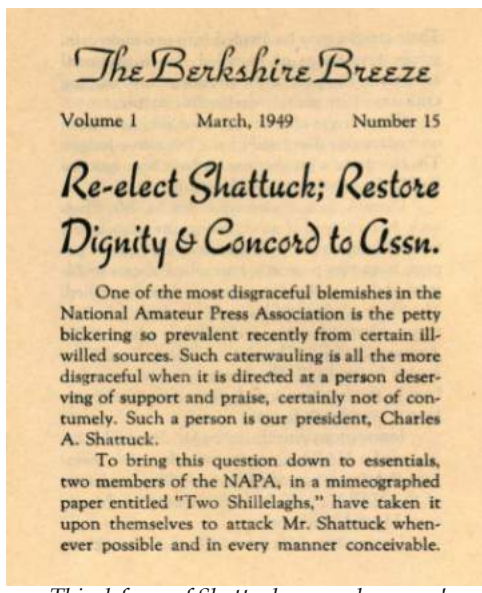 The Berkshire Breeze
Volume 1 March, 1949 Number 15
Re-elect Shattuck; Restore
Dignity & Concord to Assn.
One of the most disgraceful blemishes in the
National Amateur Press Association is the petty
bickering so prevalent recently from certain ill-
willed sources. Such caterwauling is all the more
disgraceful when it is directed at a person deser-
ving of support and praise, certainly not of con-
tumely. Such a person is our president, Charles
A. Shattuck.
To bring this question down to essentials,
two members of the NAPA, in a mimeographed
paper entitled "Two Shillelaghs," have taken it
upon themselves to attack Mr. Shattuck when-
ever possible and in every manner conceivable.